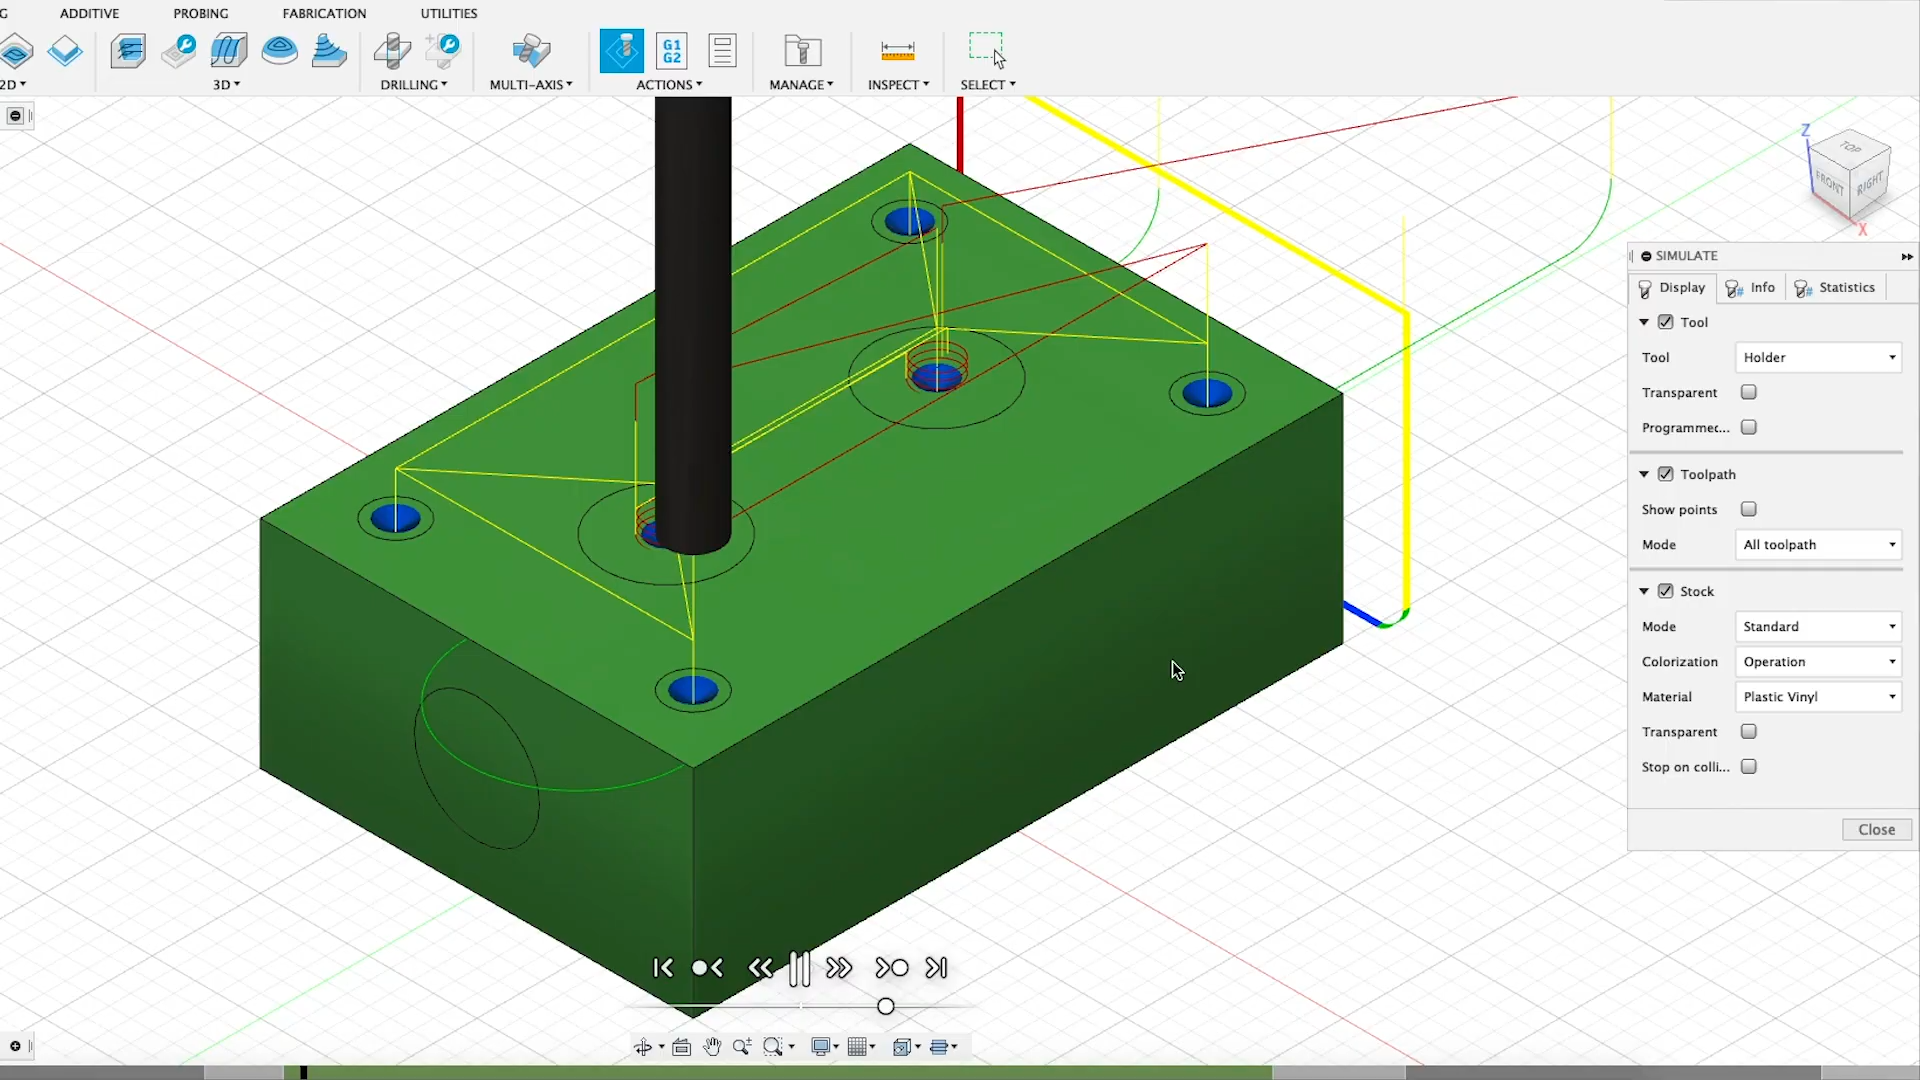 G ADDITIVE PROBING FABRICATION UTILITIES
G1
G2
2D 3D DRILLING MULTI-AXIS ACTIONS MANAGE INSPECT SELECT
Z
TOP
FRONT RIGHT
X
SIMULATE
Display Info Statistics
Tool
Tool Holder
Transparent
Programmec...
Toolpath
Show points
Mode All toolpath
Stock
Mode Standard
Colorization Operation
Material Plastic Vinyl
Transparent
Stop on colli...
Close